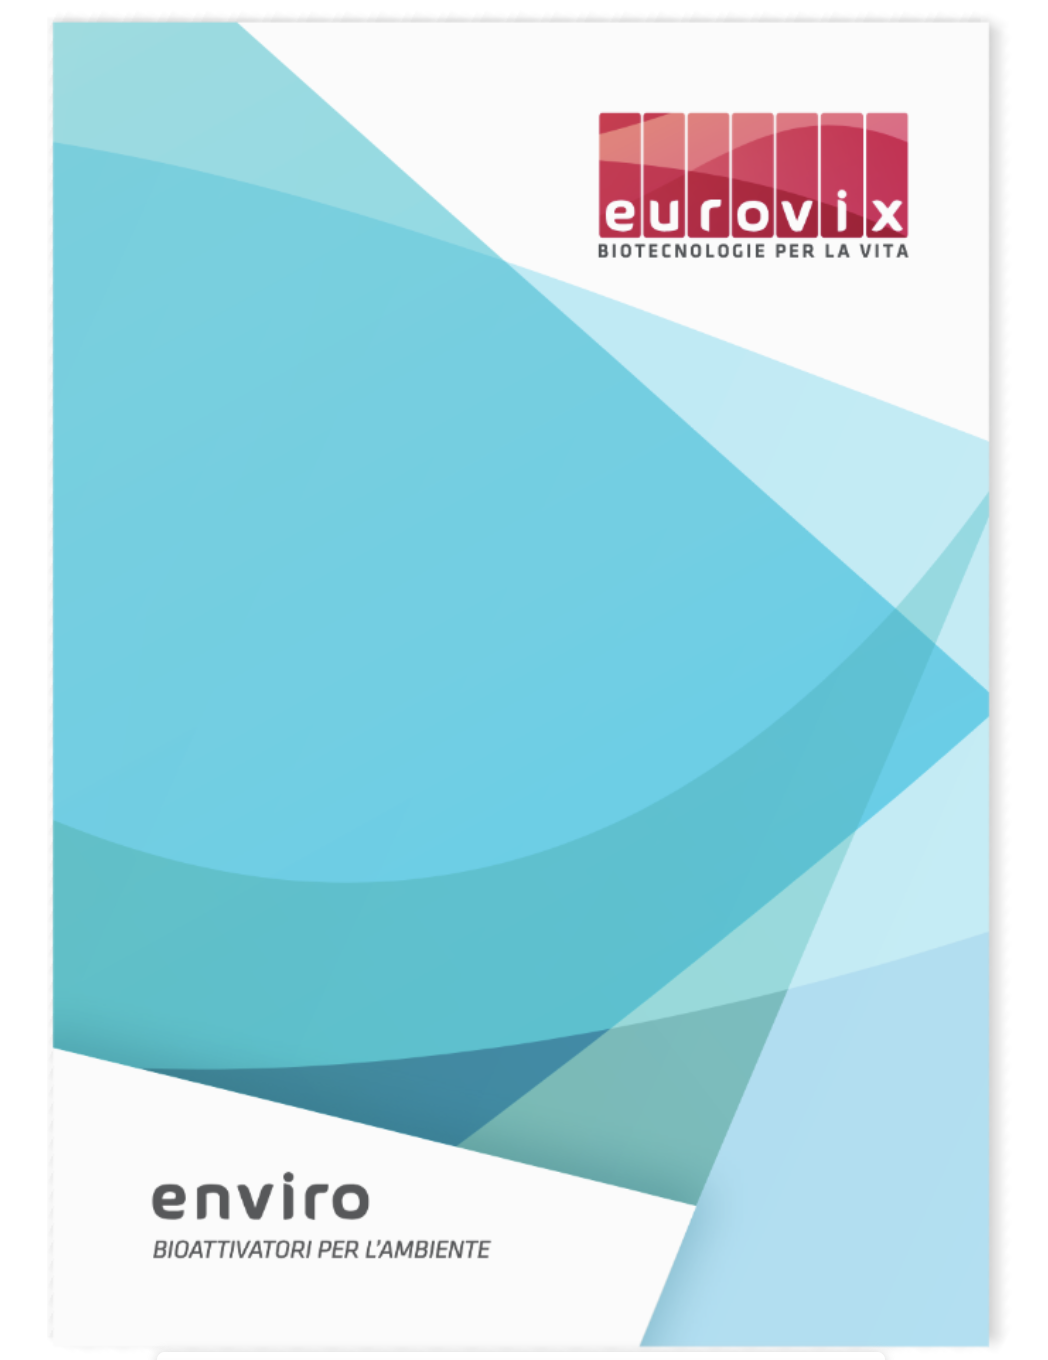 eurovix
BIOTECNOLOGIE PER LA VITA
enviro
BIOATTIVATORI PER L'AMBIENTE